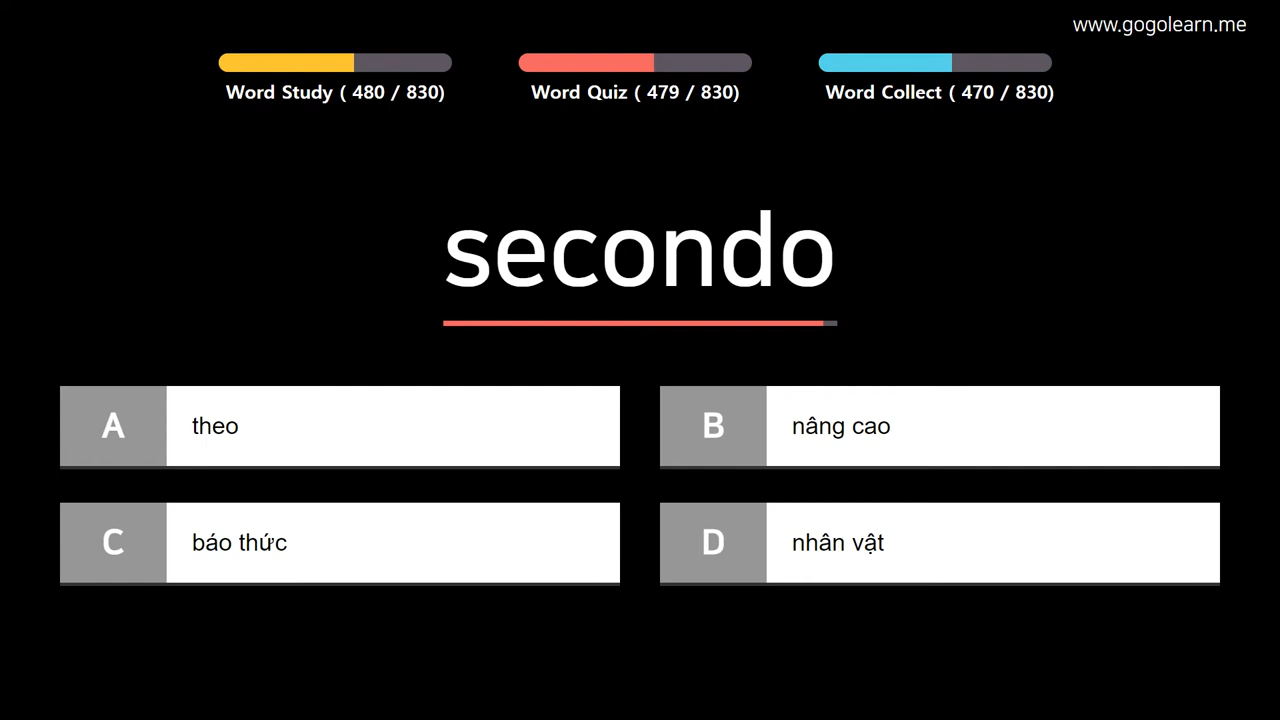 www.gogolearn.me
Word Study ( 480 / 830)
Word Quiz ( 479 / 830)
Word Collect ( 470 / 830)
secondo
A theo
B nâng cao
C báo thức
D nhân vật